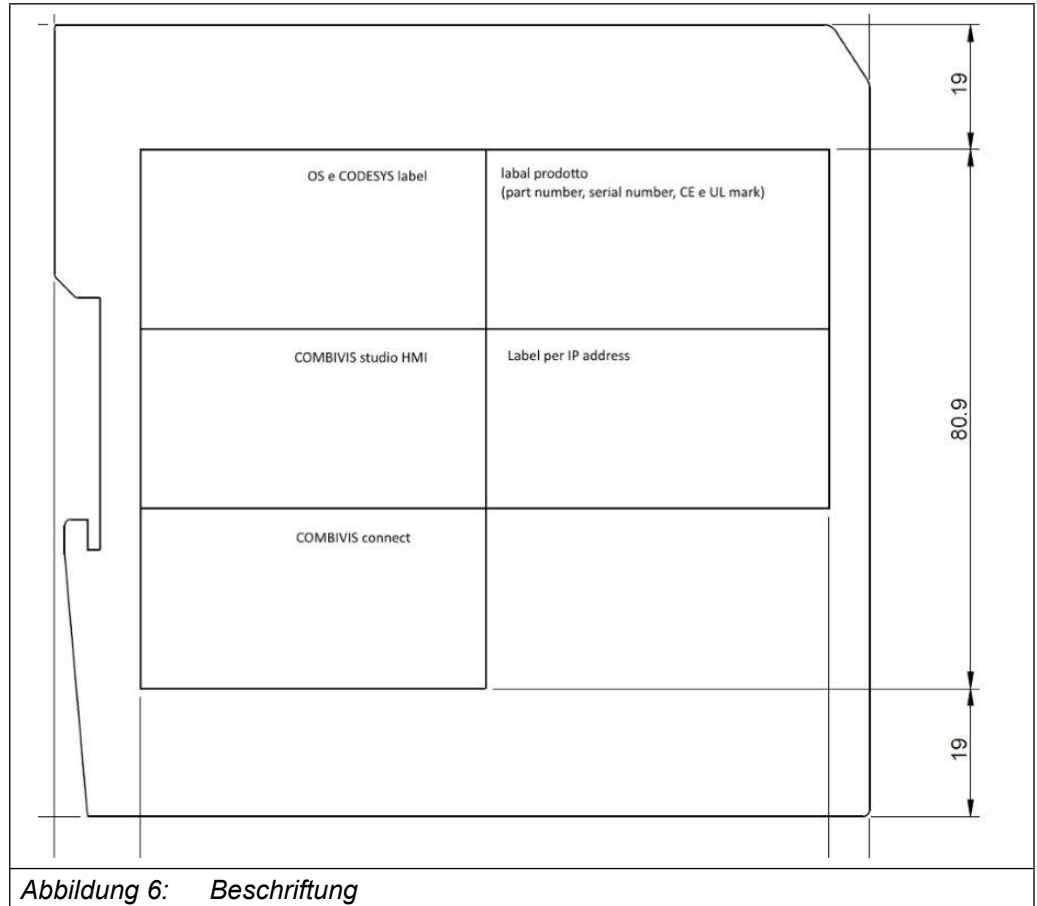 19
OS e CODESYS label
labal prodotto
(part number, serial number, CE e UL mark)
COMBIVIS studio HMI
Label per IP address
80.9
COMBIVIS connect
19
Abbildung 6: Beschriftung